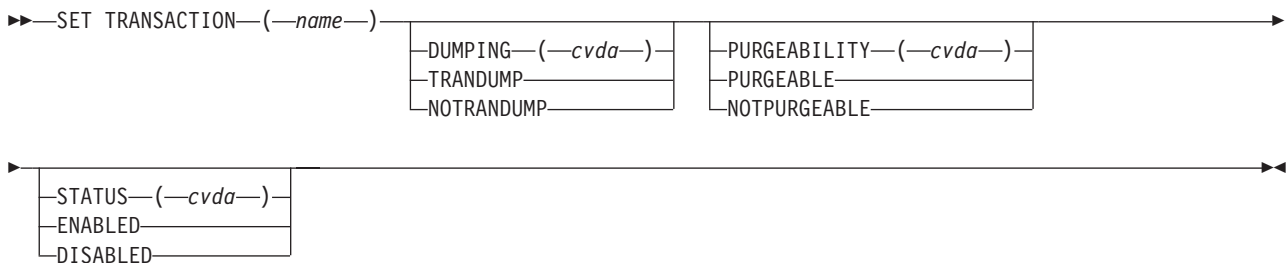 SET TRANSACTION ( name )
DUMPING ( cvda )
TRANDUMP
NOTRANDUMP
PURGEABILITY ( cvda )
PURGEABLE
NOTPURGEABLE
STATUS ( cvda )
ENABLED
DISABLED